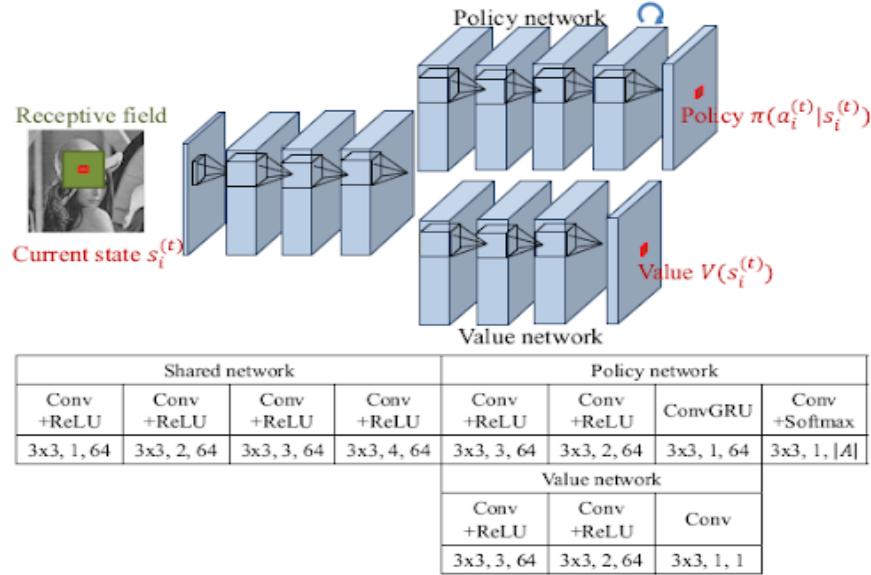 Policy network
Receptive field
Policy π(a_i^(t)|s_i^(t))
Current state s_i^(t)
Value V(s_i^(t))
Value network
Shared network Policy network
Conv +ReLU Conv +ReLU Conv +ReLU Conv +ReLU Conv +ReLU Conv +ReLU ConvGRU Conv +Softmax
3x3, 1, 64 3x3, 2, 64 3x3, 3, 64 3x3, 4, 64 3x3, 3, 64 3x3, 2, 64 3x3, 1, 64 3x3, 1, |A|
Value network
Conv +ReLU Conv +ReLU Conv
3x3, 3, 64 3x3, 2, 64 3x3, 1, 1